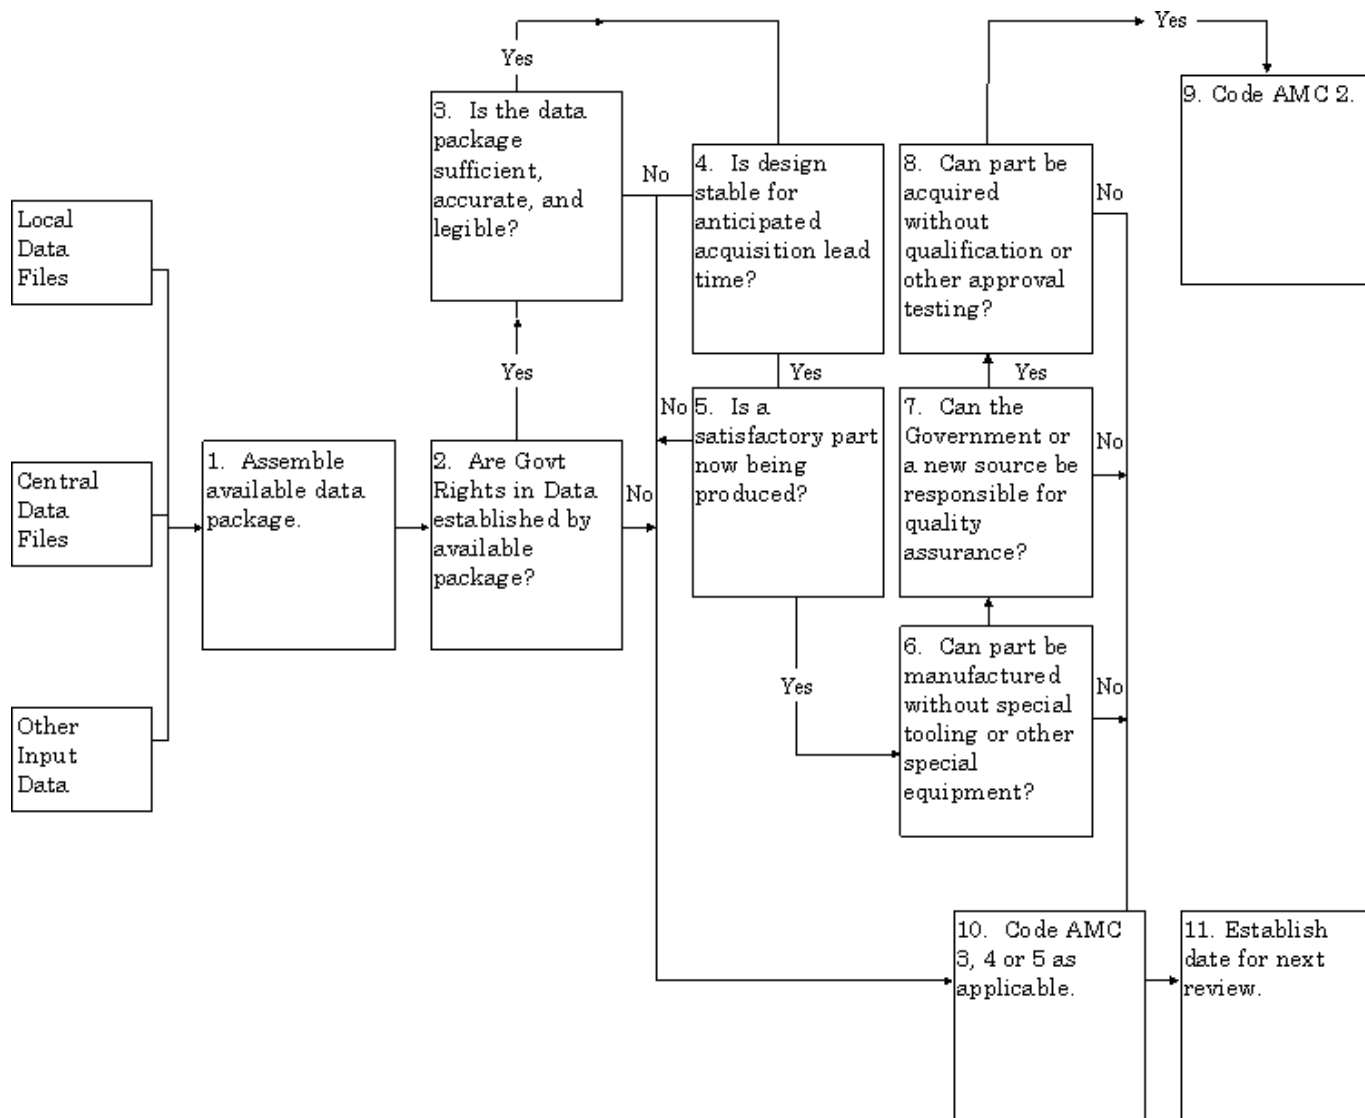 Local
Data
Files
Central
Data
Files
Other
Input
Data
1. Assemble
available data
package.
2. Are Govt
Rights in Data
established by
available
package?
No
Yes
3. Is the data
package
sufficient,
accurate, and
legible?
Yes
No
4. Is design
stable for
anticipated
acquisition lead
time?
Yes
No
5. Is a
satisfactory part
now being
produced?
Yes
6. Can part be
manufactured
without special
tooling or other
special
equipment?
No
7. Can the
Government or
a new source be
responsible for
quality
assurance?
No
Yes
8. Can part be
acquired
without
qualification or
other approval
testing?
No
Yes
9. Code AMC 2.
10. Code AMC
3, 4 or 5 as
applicable.
11. Establish
date for next
review.